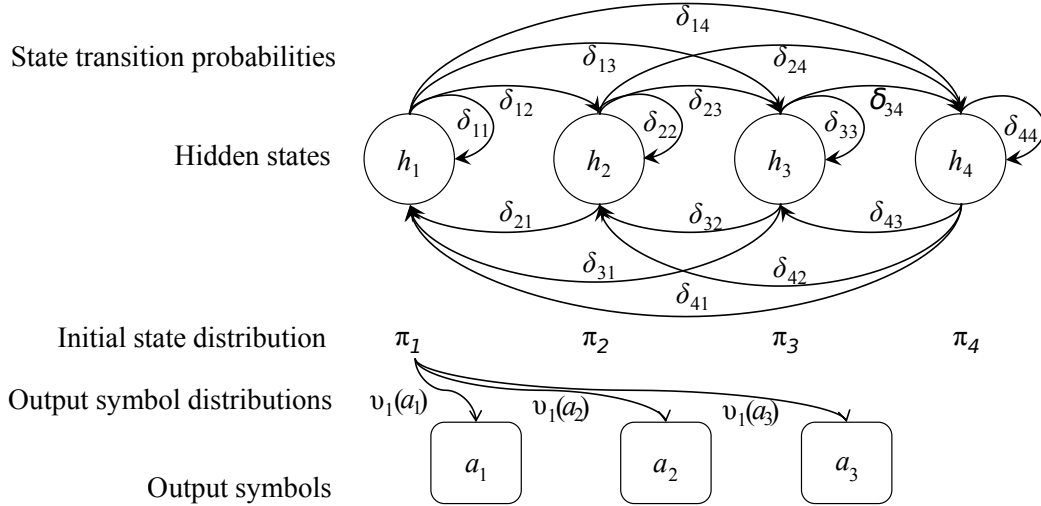 δ₁₄
State transition probabilities
δ₁₃ δ₂₄
δ₁₂ δ₂₃ δ₃₄
δ₁₁ δ₂₂ δ₃₃ δ₄₄
Hidden states h₁ h₂ h₃ h₄
δ₂₁ δ₃₂ δ₄₃
δ₃₁ δ₄₂
δ₄₁
Initial state distribution π₁ π₂ π₃ π₄
Output symbol distributions υ₁(a₁) υ₁(a₂) υ₁(a₃)
a₁ a₂ a₃
Output symbols